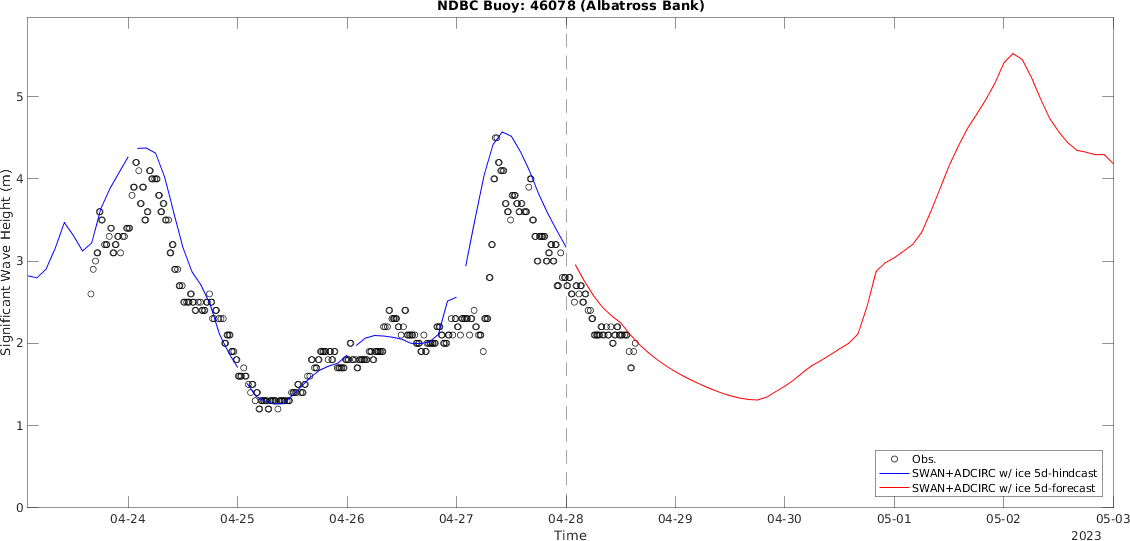 NDBC Buoy: 46078 (Albatross Bank)
Significant Wave Height (m)
5
4
3
2
1
0
Obs.
SWAN+ADCIRC w/ ice 5d-hindcast
SWAN+ADCIRC w/ ice 5d-forecast
04-24 04-25 04-26 04-27 04-28 04-29 04-30 05-01 05-02 05-03
Time
2023